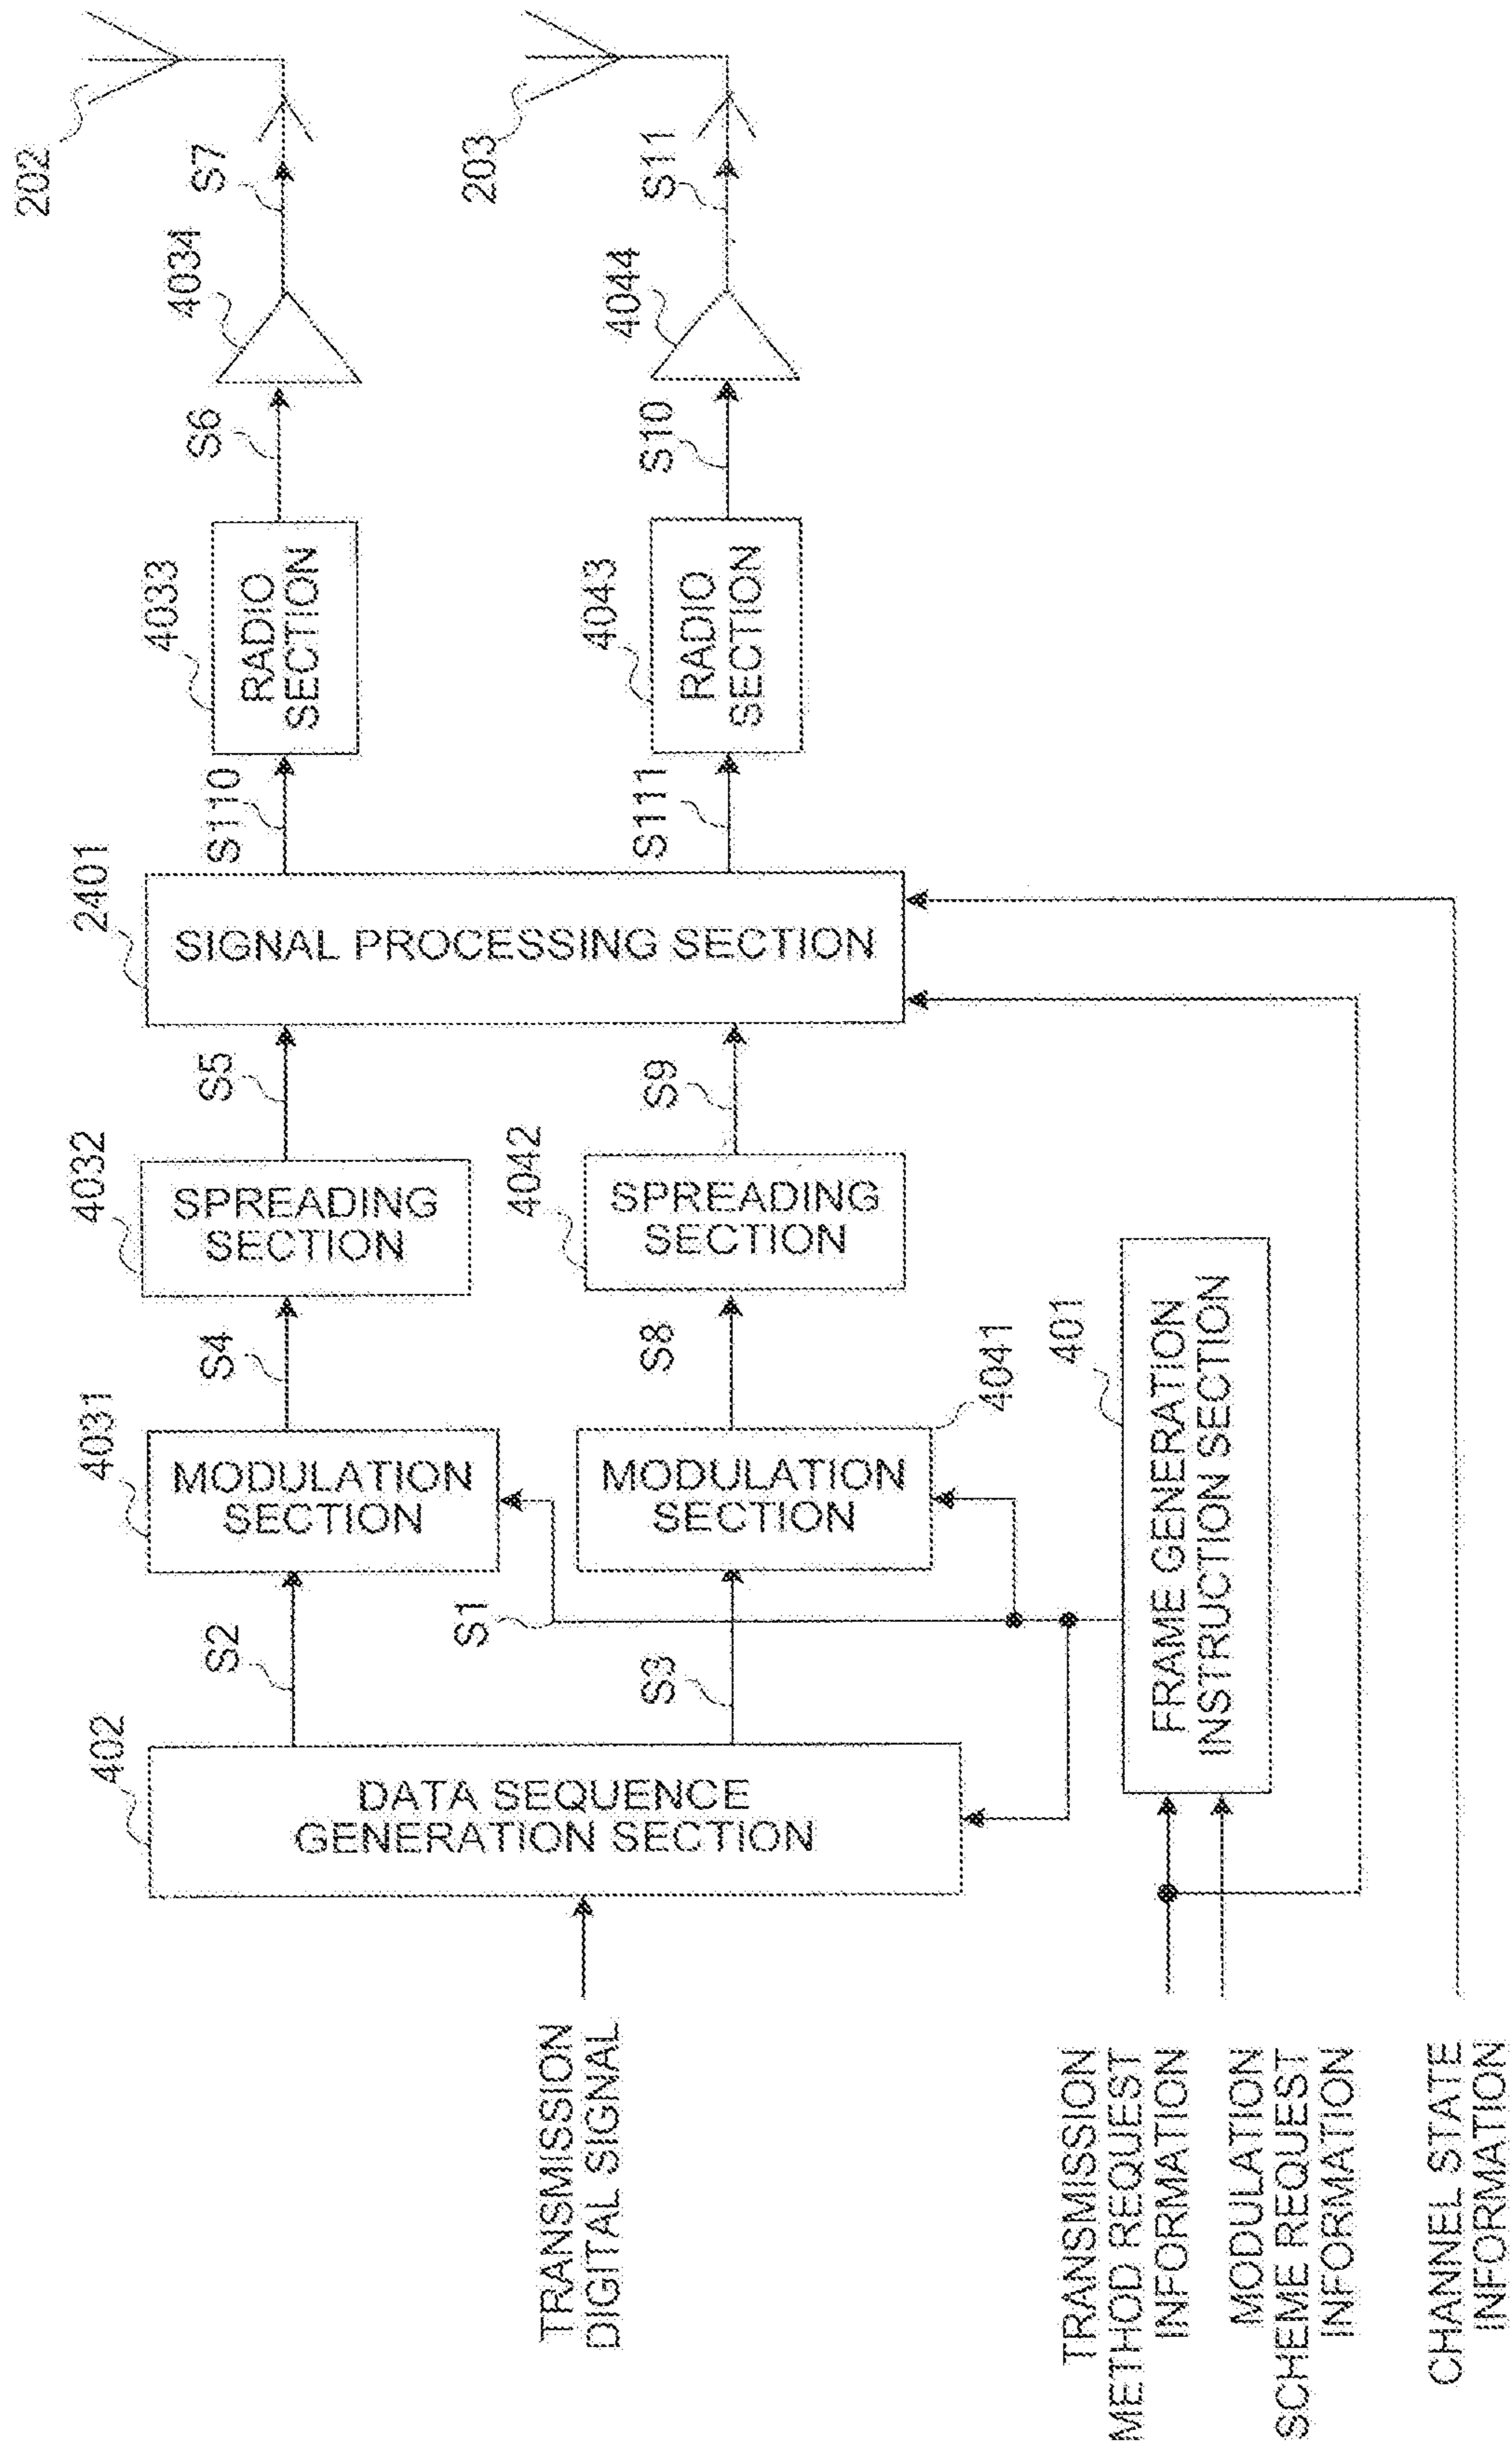 202
S7
4034
S6
4033
RADIO
SECTION
S110
2401
SIGNAL PROCESSING SECTION
S5
4032
SPREADING
SECTION
S4
4031
MODULATION
SECTION
S2
402
DATA SEQUENCE
GENERATION SECTION
TRANSMISSION
DIGITAL SIGNAL
203
S11
4044
S10
4043
RADIO
SECTION
S111
S9
4042
SPREADING
SECTION
S8
4041
MODULATION
SECTION
S1
S3
401
FRAME GENERATION
INSTRUCTION SECTION
TRANSMISSION
METHOD REQUEST
INFORMATION
MODULATION
SCHEME REQUEST
INFORMATION
CHANNEL STATE
INFORMATION